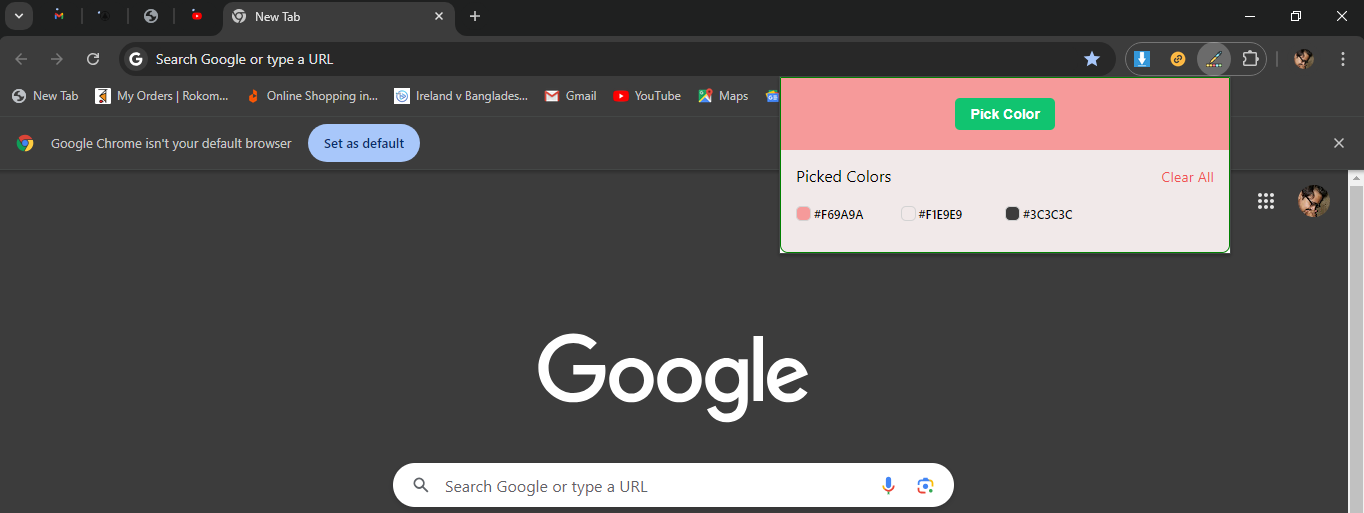 New Tab
Search Google or type a URL
New Tab
My Orders | Rokom...
Online Shopping in...
Ireland v Banglades...
Gmail
YouTube
Maps
Pick Color
Google Chrome isn't your default browser
Set as default
Picked Colors
Clear All
#F69A9A
#F1E9E9
#3C3C3C
Google
Search Google or type a URL